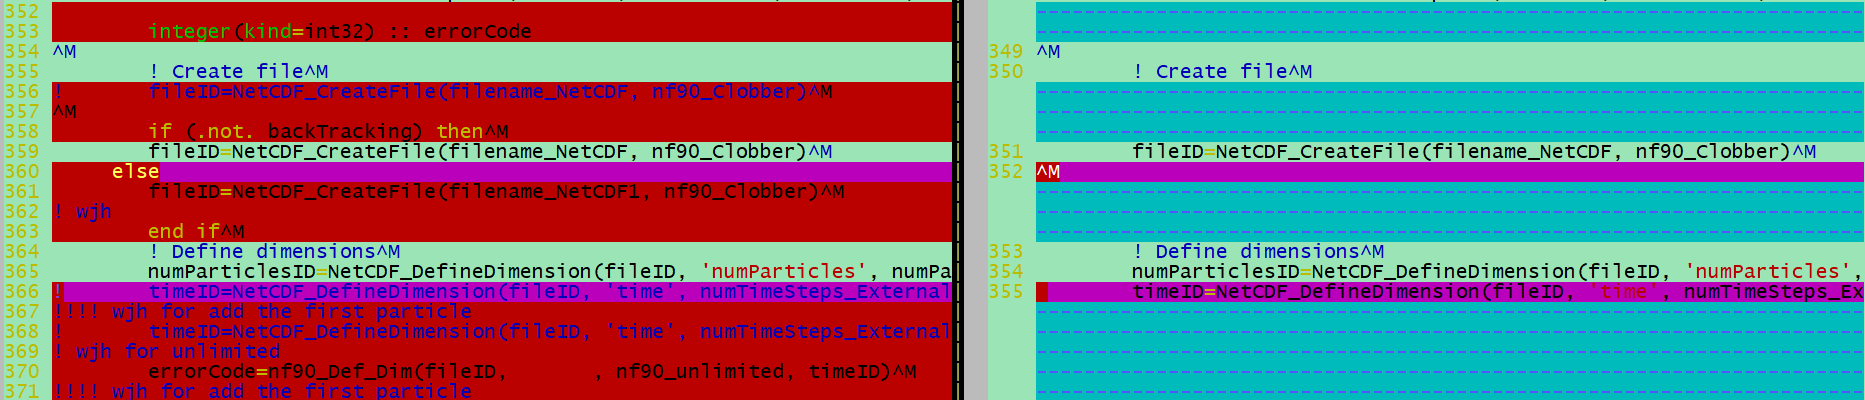 352
353 integer(kind=int32) :: errorCode
354 ^M
355 ! Create file^M
356 ! fileID=NetCDF_CreateFile(filename_NetCDF, nf90_Clobber)^M
357 ^M
358 if (.not. backTracking) then^M
359 fileID=NetCDF_CreateFile(filename_NetCDF, nf90_Clobber)^M
360 else
361 fileID=NetCDF_CreateFile(filename_NetCDF1, nf90_Clobber)^M
362 ! wjh
363 end if^M
364 ! Define dimensions^M
365 numParticlesID=NetCDF_DefineDimension(fileID, 'numParticles', numPa
366 ! timeID=NetCDF_DefineDimension(fileID, 'time', numTimeSteps_External
367 !!!! wjh for add the first particle
368 ! timeID=NetCDF_DefineDimension(fileID, 'time', numTimeSteps_External
369 ! wjh for unlimited
370 errorCode=nf90_Def_Dim(fileID, , nf90_unlimited, timeID)^M
371 !!!! wjh for add the first particle
349 ^M
350 ! Create file^M
351 fileID=NetCDF_CreateFile(filename_NetCDF, nf90_Clobber)^M
352 ^M
353 ! Define dimensions^M
354 numParticlesID=NetCDF_DefineDimension(fileID, 'numParticles',
355 timeID=NetCDF_DefineDimension(fileID, 'time', numTimeSteps_Ex